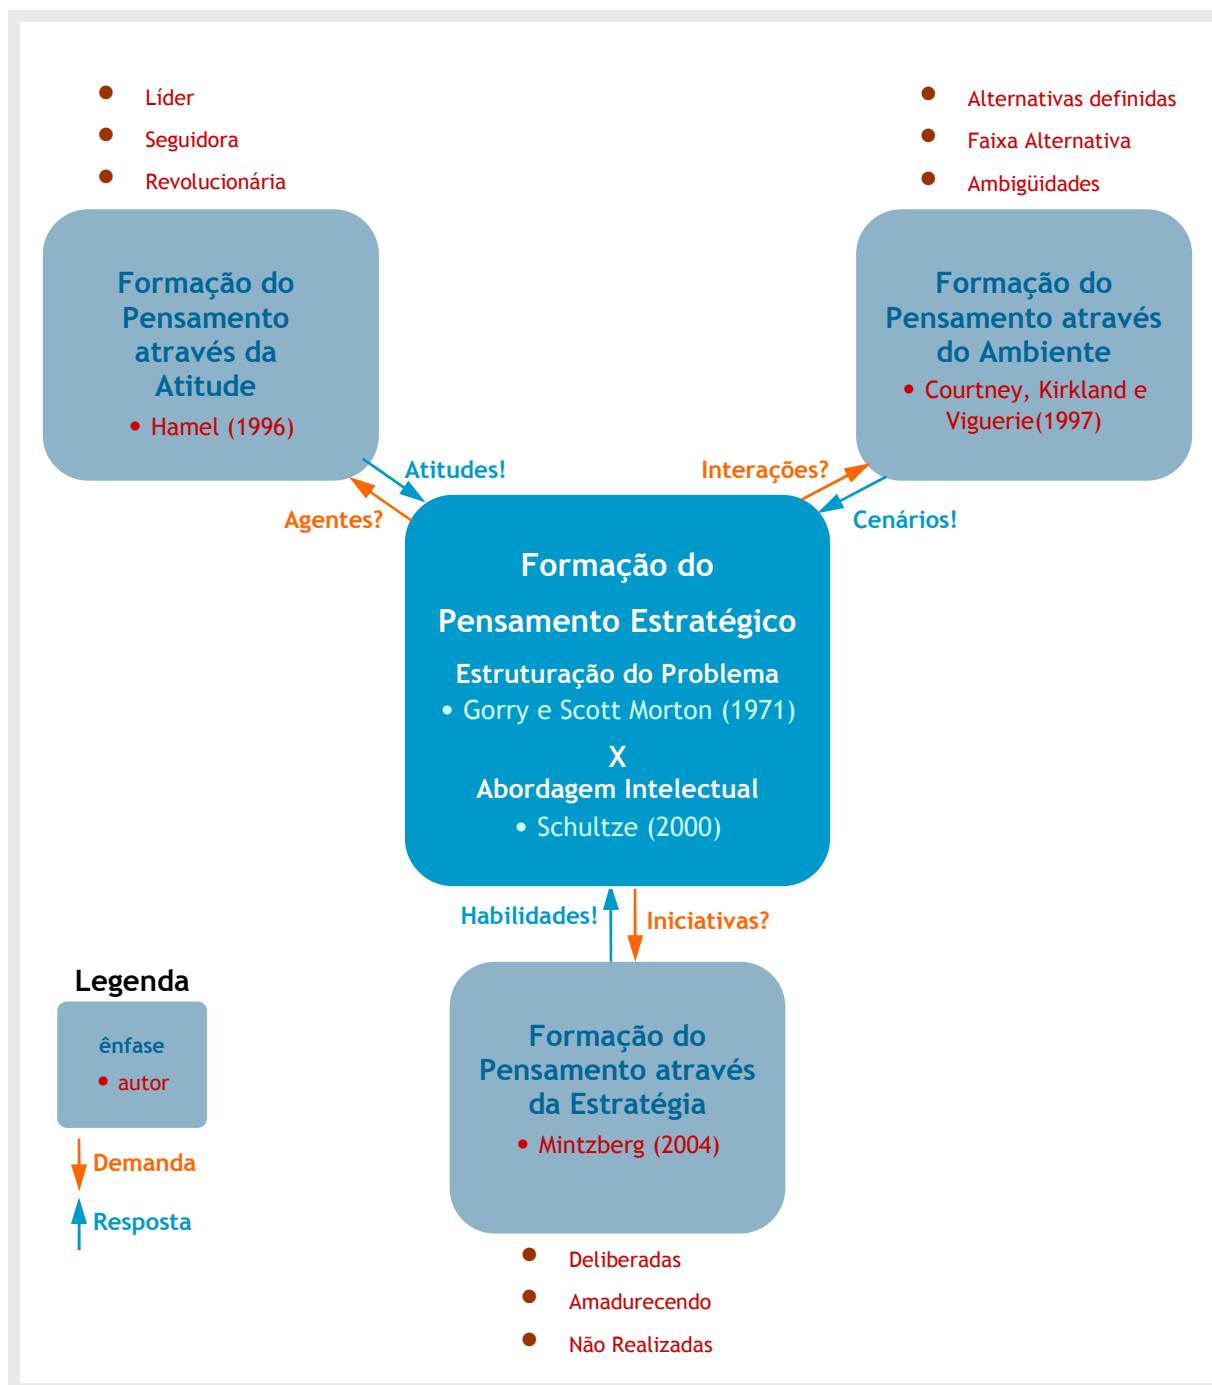 Líder
Seguidora
Revolucionária
Alternativas definidas
Faixa Alternativa
Ambigüidades
Formação do
Pensamento
através da
Atitude
• Hamel (1996)
Formação do
Pensamento através
do Ambiente
• Courtney, Kirkland e
Viguerie(1997)
Atitudes!
Agentes?
Interações?
Cenários!
Formação do
Pensamento Estratégico
Estruturação do Problema
• Gorry e Scott Morton (1971)
X
Abordagem Intelectual
• Schultze (2000)
Habilidades!
Iniciativas?
Formação do
Pensamento através
da Estratégia
• Mintzberg (2004)
Deliberadas
Amadurecendo
Não Realizadas
Legenda
ênfase
• autor
Demanda
Resposta